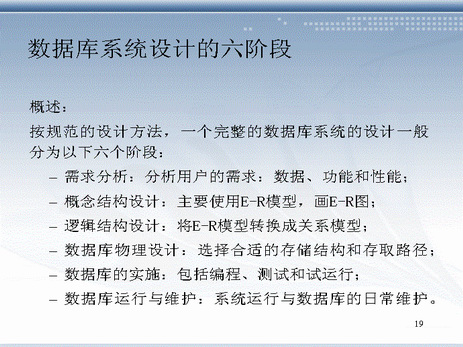 数据库系统设计的六阶段
概述：
按规范的设计方法，一个完整的数据库系统的设计一般
分为以下六个阶段：
– 需求分析：分析用户的需求：数据、功能和性能；
– 概念结构设计：主要使用E-R模型，画E-R图；
– 逻辑结构设计：将E-R模型转换成关系模型；
– 数据库物理设计：选择合适的存储结构和存取路径；
– 数据库的实施：包括编程、测试和试运行；
– 数据库运行与维护：系统运行与数据库的日常维护。
19